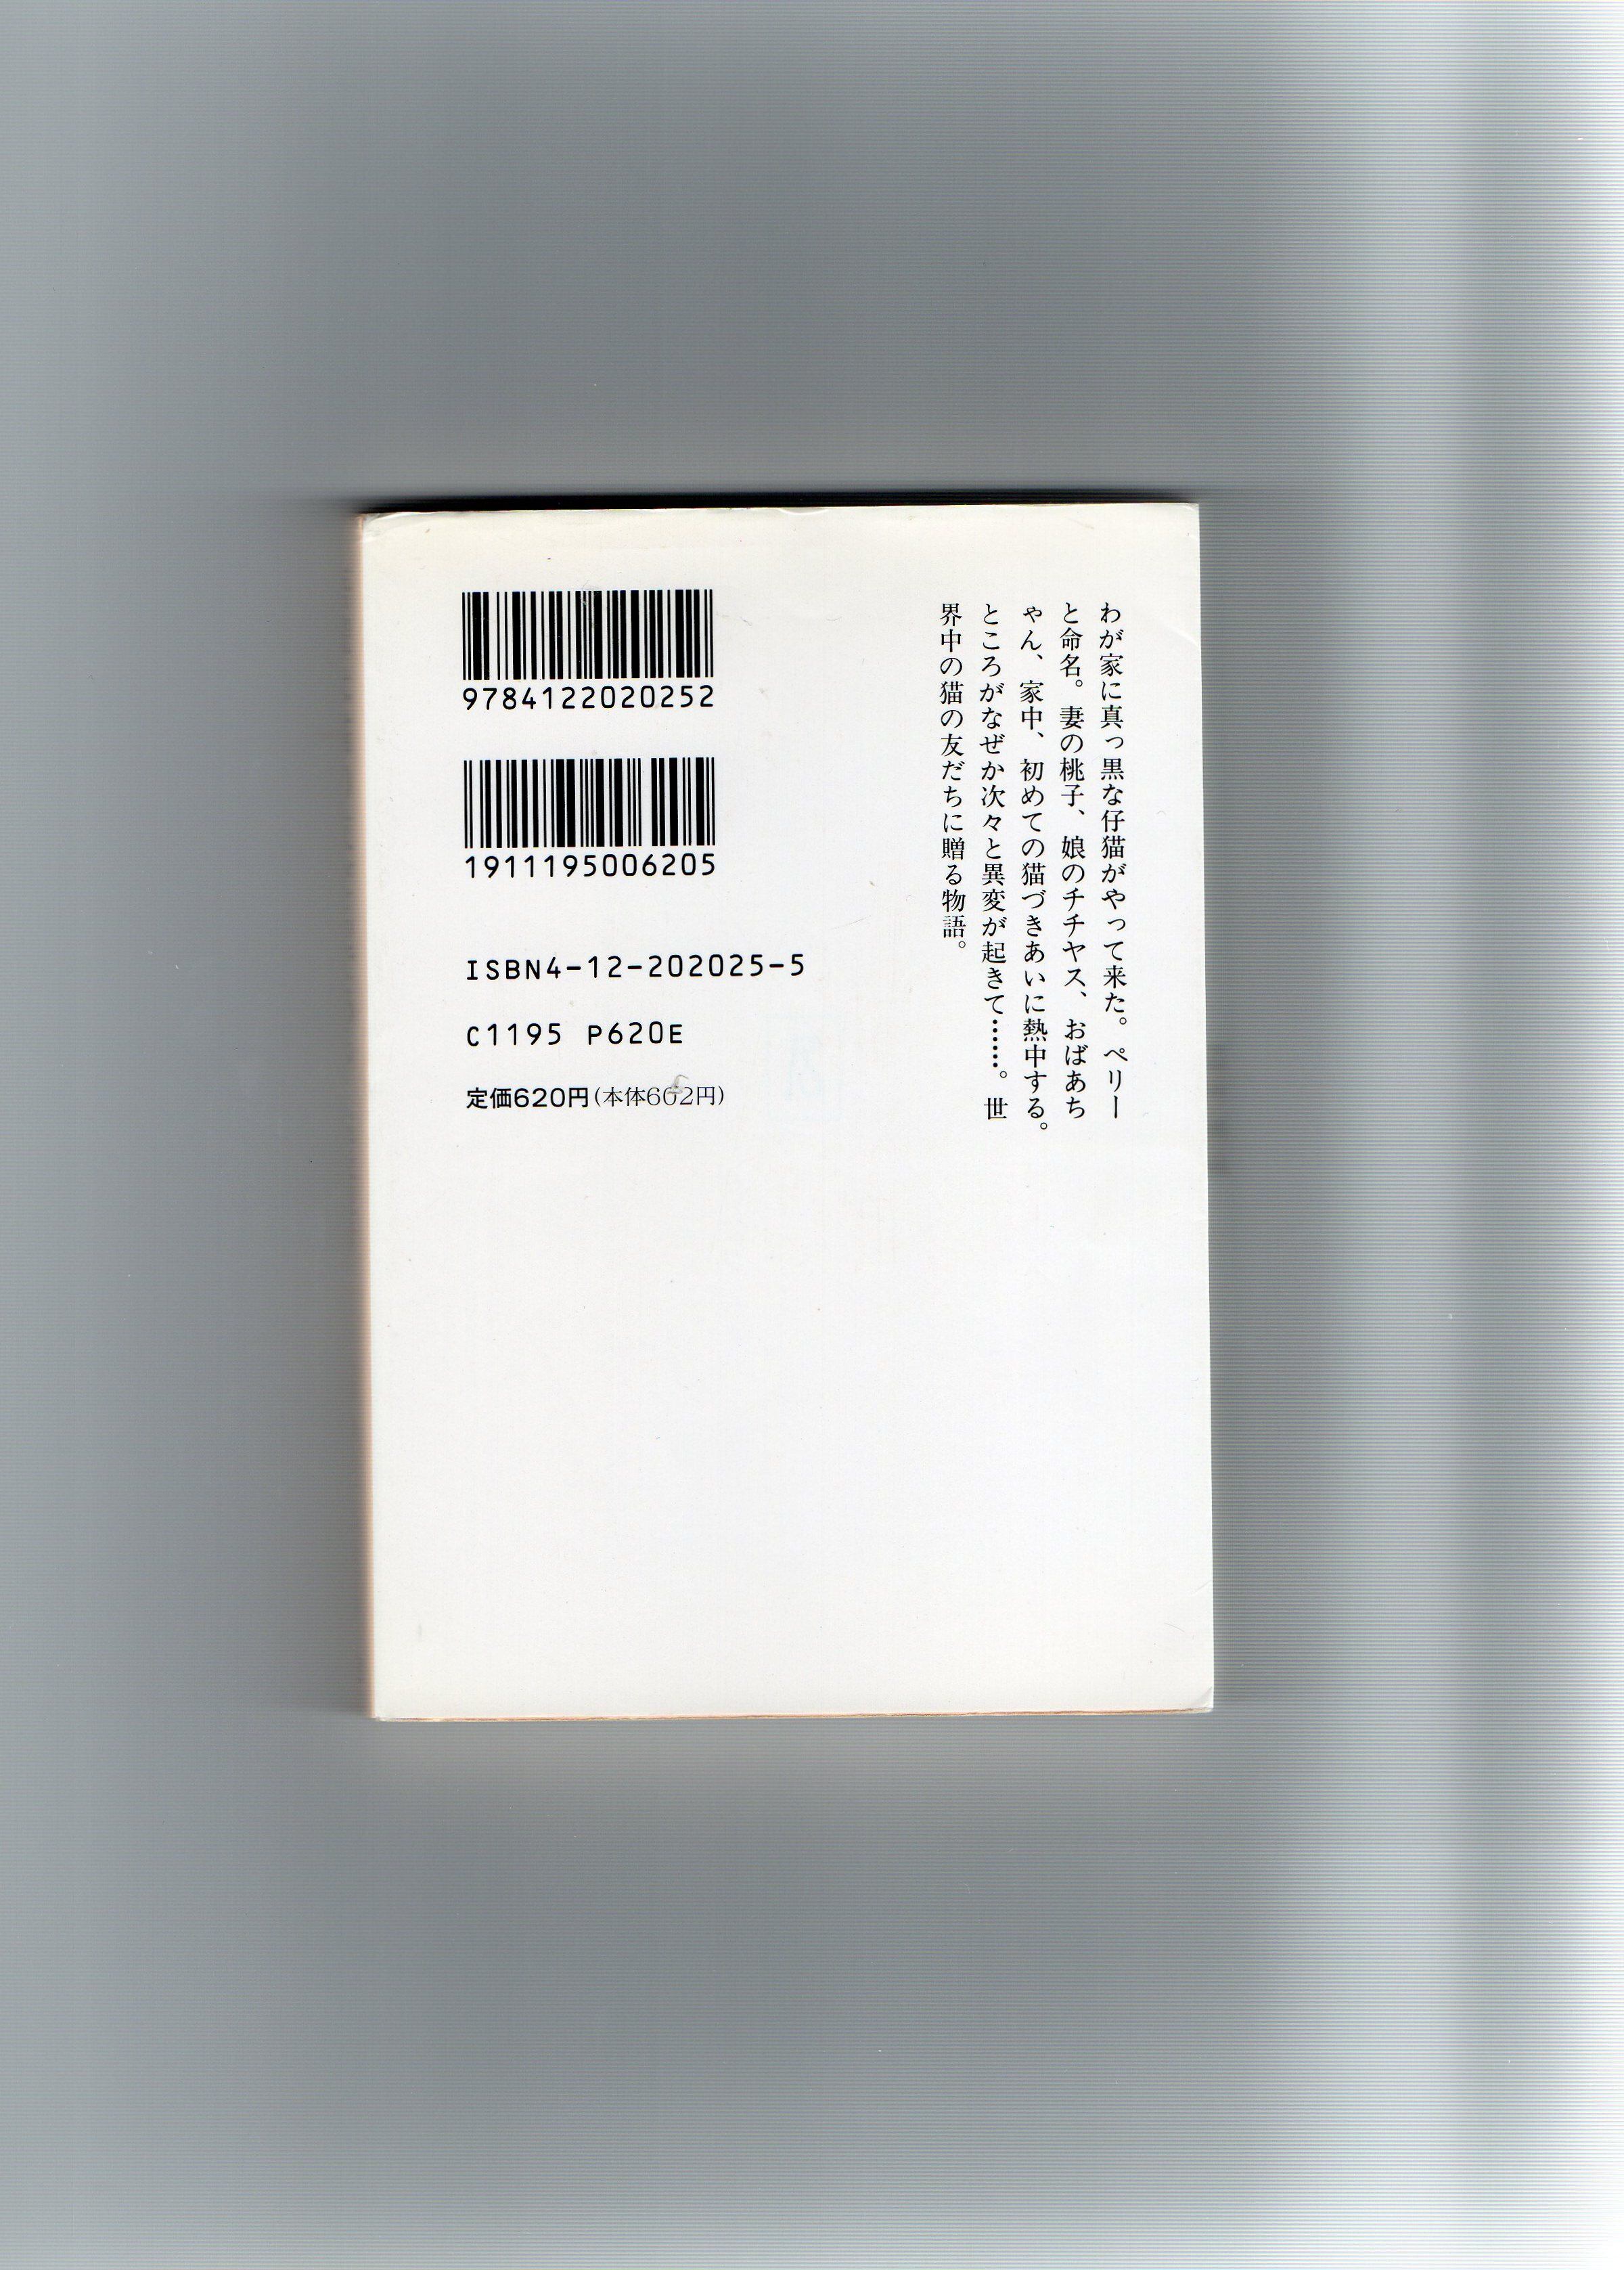 わが家に真っ黒な仔猫がやって来た。ペリー
と命名。妻の桃子、娘のチチヤス、おばあち
ゃん、家中、初めての猫づきあいに熱中する。
ところがなぜか次々と異変が起きて……。世
界中の猫の友だちに贈る物語。
9784122020252
1911195006205
ISBN4-12-202025-5
C1195 P620E
定価620円(本体602円)